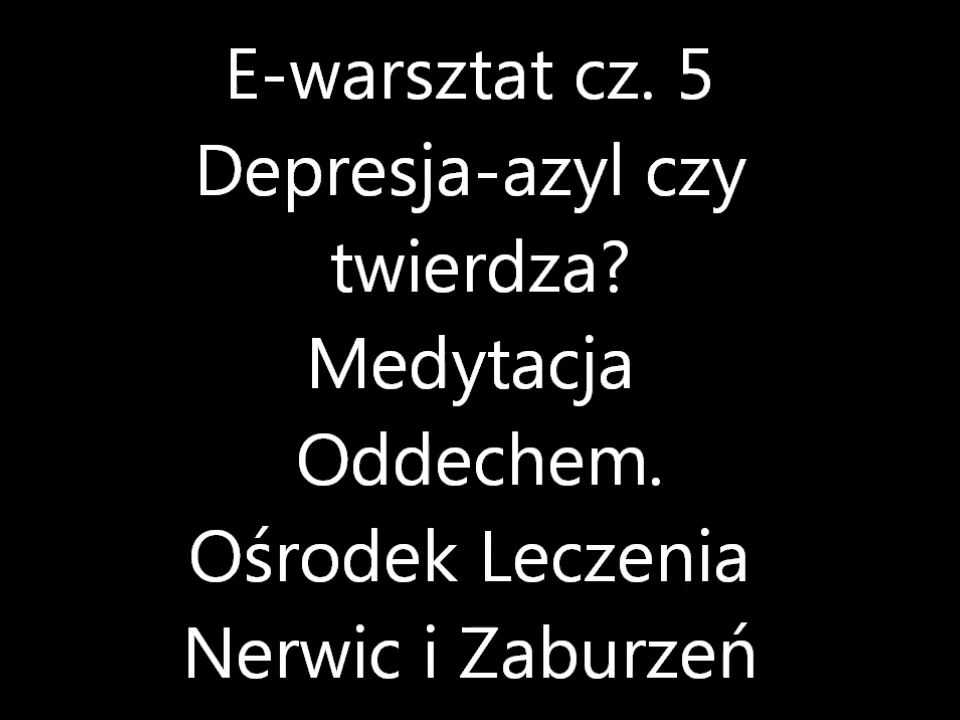 E-warsztat cz. 5
Depresja-azyl czy
twierdza?
Medytacja
Oddechem.
Ośrodek Leczenia
Nerwic i Zaburzeń